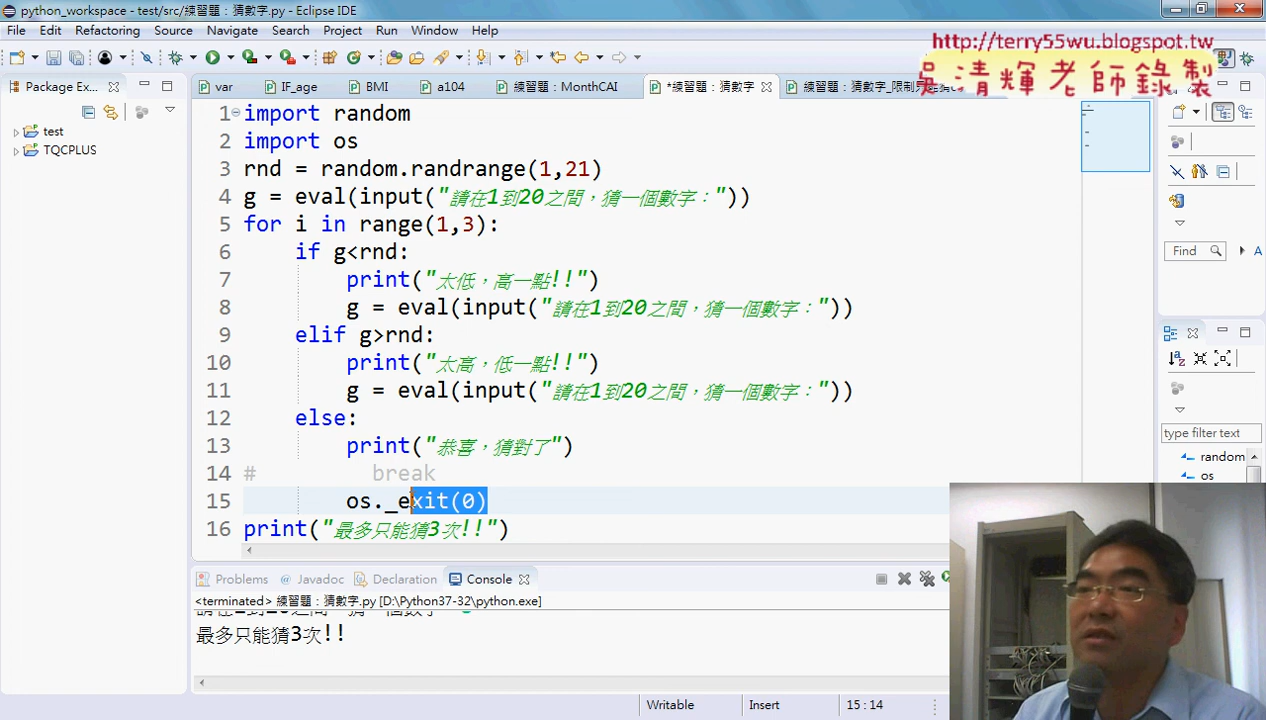 python_workspace - test/src/練習題：猜數字.py - Eclipse IDE
File Edit Refactoring Source Navigate Search Project Run Window Help
http://terry55wu.blogspot.tw
吳清輝老師錄製
Package Ex...
var IF_age BMI a104 練習題：MonthCAI *練習題：猜數字
test
TQCPLUS
1 import random
2 import os
3 rnd = random.randrange(1,21)
4 g = eval(input("請在1到20之間，猜一個數字："))
5 for i in range(1,3):
6 if g<rnd:
7 print("太低，高一點!!")
8 g = eval(input("請在1到20之間，猜一個數字："))
9 elif g>rnd:
10 print("太高，低一點!!")
11 g = eval(input("請在1到20之間，猜一個數字："))
12 else:
13 print("恭喜，猜對了")
14 # break
15 os._exit(0)
16 print("最多只能猜3次!!")
Find A
type filter text
random
os
Problems Javadoc Declaration Console
<terminated> 練習題：猜數字.py [D:\Python37-32\python.exe]
最多只能猜3次!!
Writable Insert 15:14